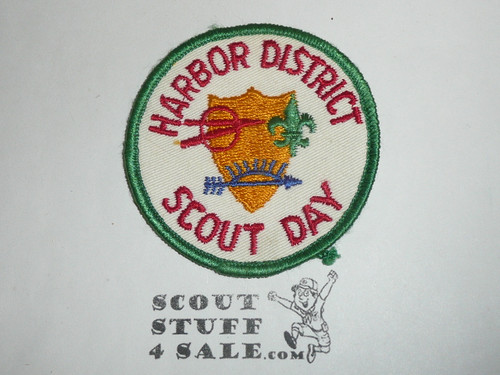 HARBOR DISTRICT
SCOUT DAY
SCOUT
STUFF
4 SALE.COM